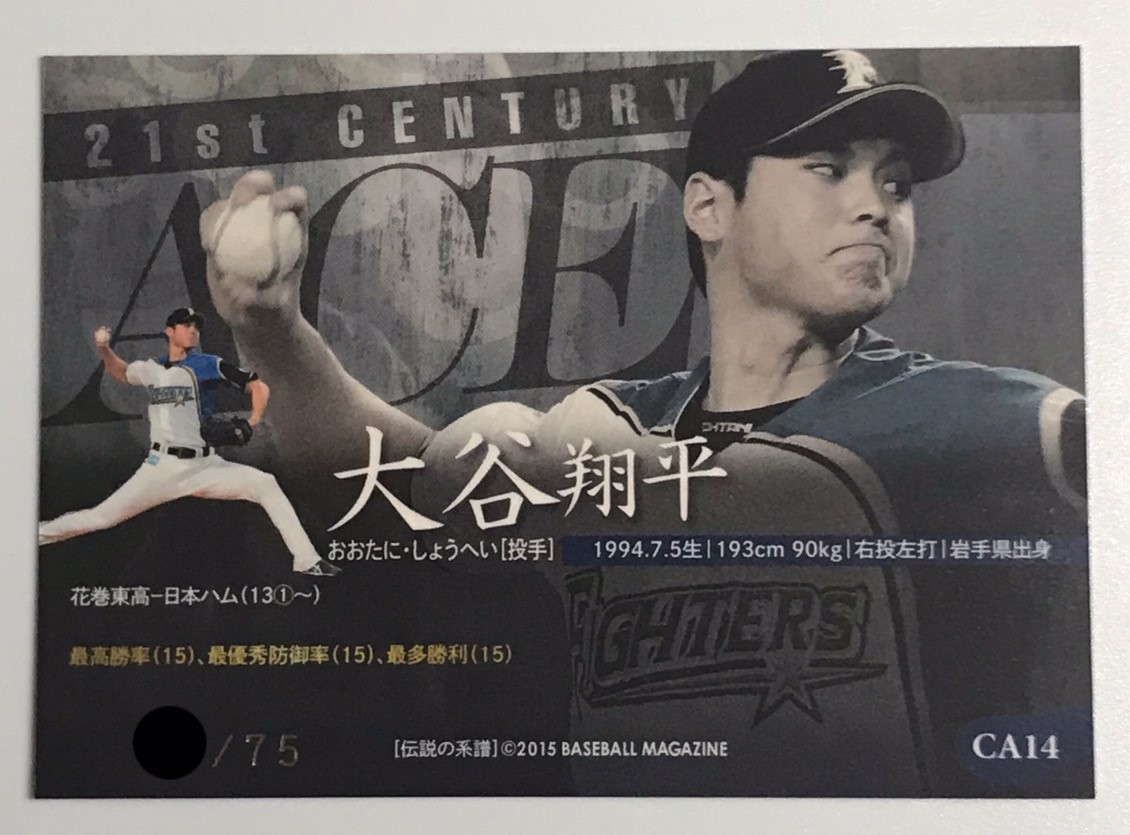 21st CENTURY
ACE
FIGHTERS
OHTANI
大谷翔平
おおたに・しょうへい[投手]
1994.7.5生|193cm 90kg|右投左打|岩手県出身
花巻東高−日本ハム(13①〜)
FIGHTERS
最高勝率(15)、最優秀防御率(15)、最多勝利(15)
/75
[伝説の系譜]©2015 BASEBALL MAGAZINE
CA14